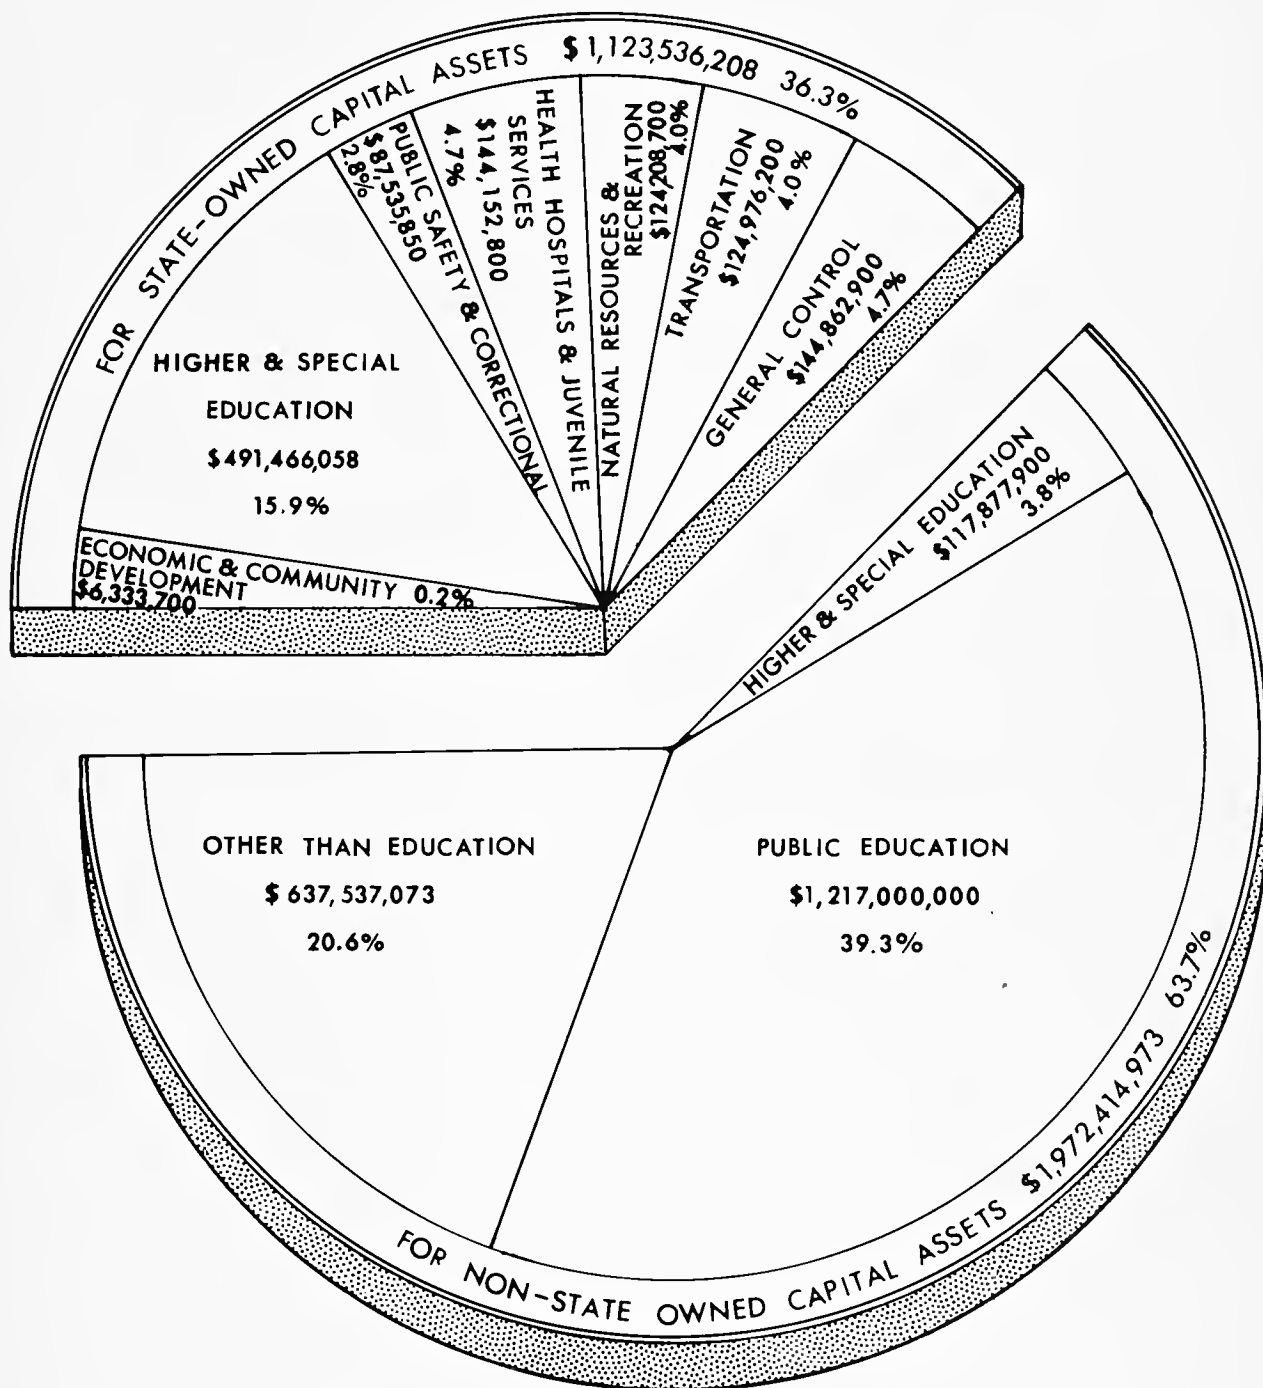 FOR STATE-OWNED CAPITAL ASSETS $1,123,536,208 36.3%
ECONOMIC & COMMUNITY 0.2%
DEVELOPMENT
$6,333,700
HIGHER & SPECIAL
EDUCATION
$491,466,058
15.9%
PUBLIC SAFETY & CORRECTIONAL
$87,535,850
2.8%
HEALTH HOSPITALS & JUVENILE
SERVICES
$144,152,800
4.7%
NATURAL RESOURCES &
RECREATION
$124,208,700
4.0%
TRANSPORTATION
$124,976,200
4.0%
GENERAL CONTROL
$144,862,900
4.7%
HIGHER & SPECIAL EDUCATION
$117,877,900
3.8%
PUBLIC EDUCATION
$1,217,000,000
39.3%
OTHER THAN EDUCATION
$637,537,073
20.6%
FOR NON-STATE OWNED CAPITAL ASSETS $1,972,414,973 63.7%